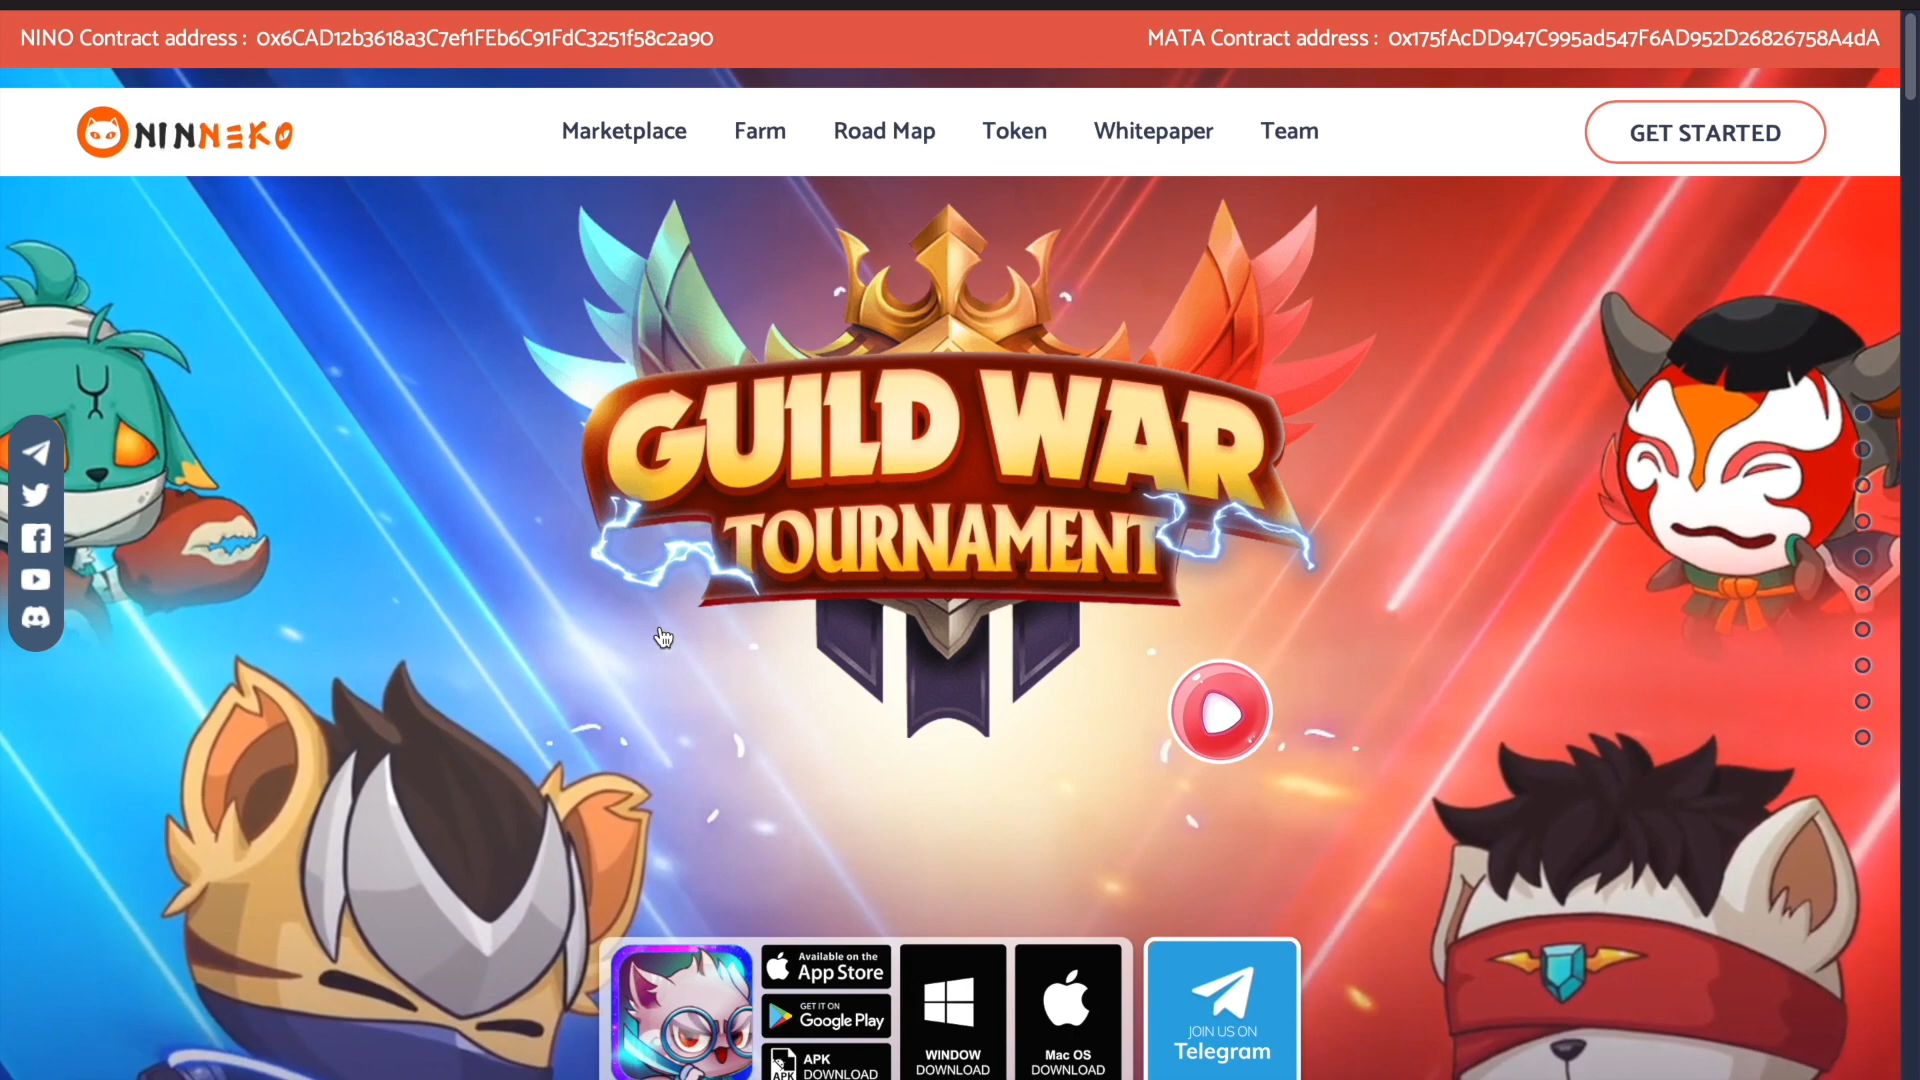 NINO Contract address : 0x6CAD12b3618a3C7ef1FEb6C91FdC3251f58c2a90
MATA Contract address : 0x175fAcDD947C995ad547F6AD952D26826758A4dA
NINNEKO
Marketplace
Farm
Road Map
Token
Whitepaper
Team
GET STARTED
GUILD WAR
TOURNAMENT
Available on the
App Store
GET IT ON
Google Play
APK
APK
DOWNLOAD
WINDOW
DOWNLOAD
Mac OS
DOWNLOAD
JOIN US ON
Telegram